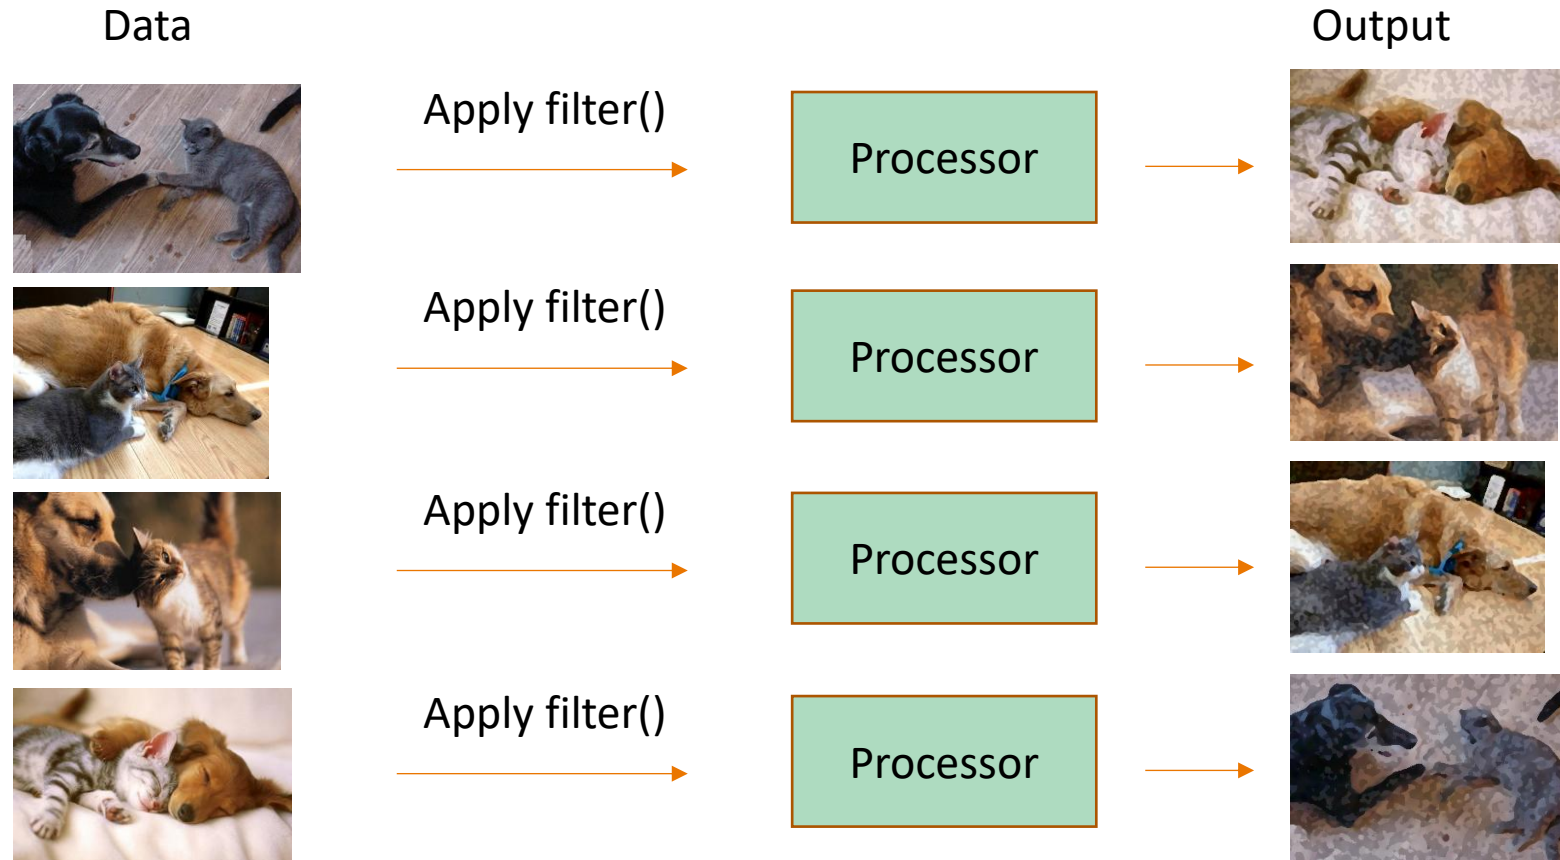 Data
Output
Apply filter()
Processor
Apply filter()
Processor
Apply filter()
Processor
Apply filter()
Processor